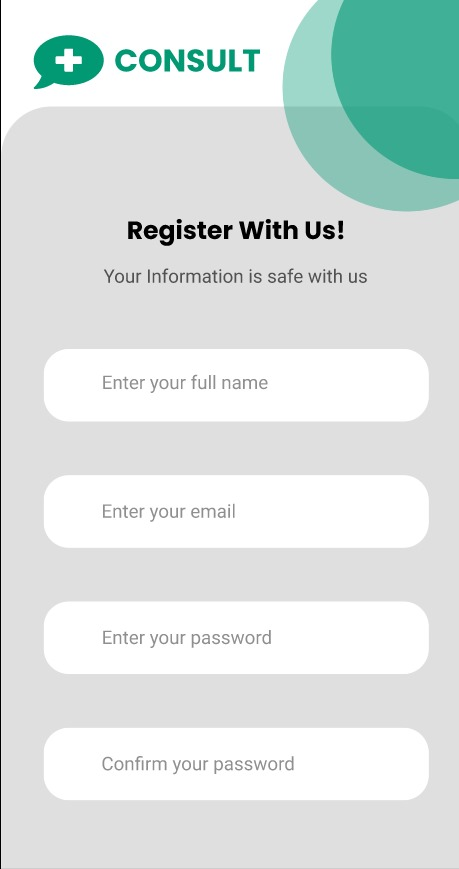 CONSULT
Register With Us!
Your Information is safe with us
Enter your full name
Enter your email
Enter your password
Confirm your password